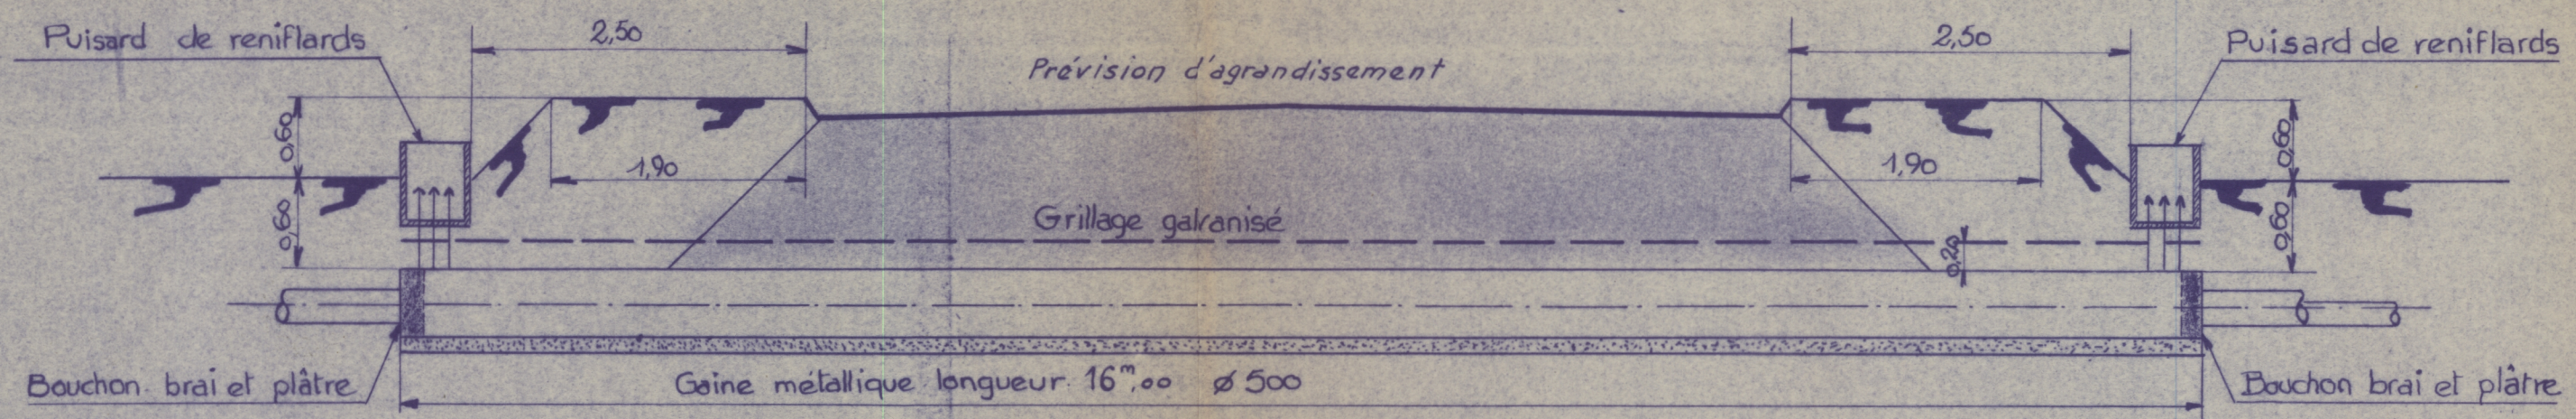 Puisard de reniflards
2,50
Prévision d'agrandissement
2,50
Puisard de reniflards
0,60
0,60
1,90
1,90
Grillage galvanisé
0,60
0,20
0,60
Bouchon brai et plâtre
Gaine métallique longueur 16ᵐ,00 ø 500
Bouchon brai et plâtre